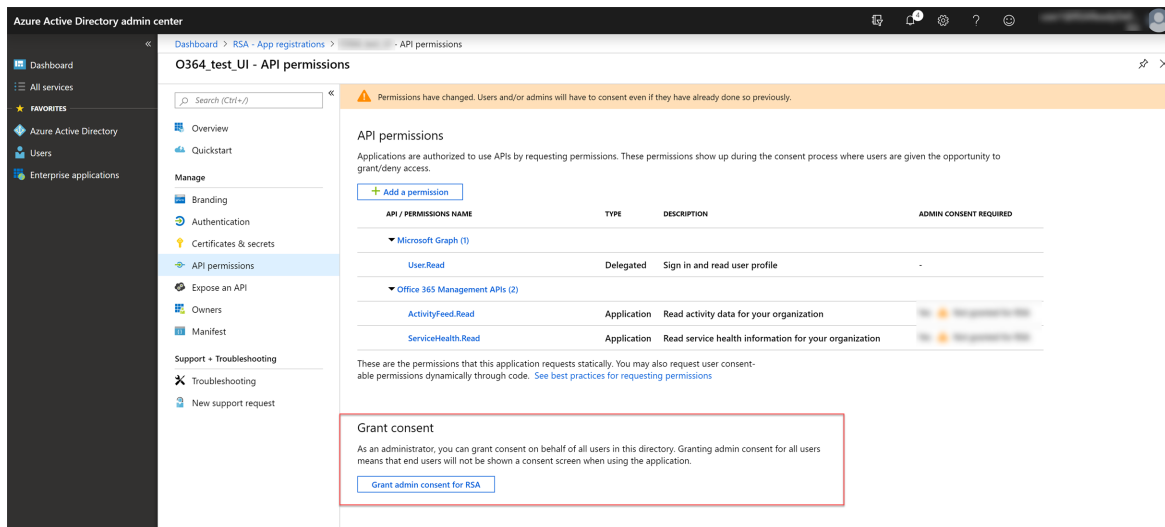 Azure Active Directory admin center
4
«
Dashboard > RSA - App registrations > - API permissions
Dashboard
O364_test_UI - API permissions
All services
FAVORITES
Azure Active Directory
Users
Enterprise applications
Search (Ctrl+/)
«
Overview
Quickstart
Manage
Branding
Authentication
Certificates & secrets
API permissions
Expose an API
Owners
Manifest
Support + Troubleshooting
Troubleshooting
New support request
Permissions have changed. Users and/or admins will have to consent even if they have already done so previously.
API permissions
Applications are authorized to use APIs by requesting permissions. These permissions show up during the consent process where users are given the opportunity to
grant/deny access.
+ Add a permission
API / PERMISSIONS NAME TYPE DESCRIPTION ADMIN CONSENT REQUIRED
Microsoft Graph (1)
User.Read Delegated Sign in and read user profile -
Office 365 Management APIs (2)
ActivityFeed.Read Application Read activity data for your organization
ServiceHealth.Read Application Read service health information for your organization
These are the permissions that this application requests statically. You may also request user consent-
able permissions dynamically through code. See best practices for requesting permissions
Grant consent
As an administrator, you can grant consent on behalf of all users in this directory. Granting admin consent for all users
means that end users will not be shown a consent screen when using the application.
Grant admin consent for RSA